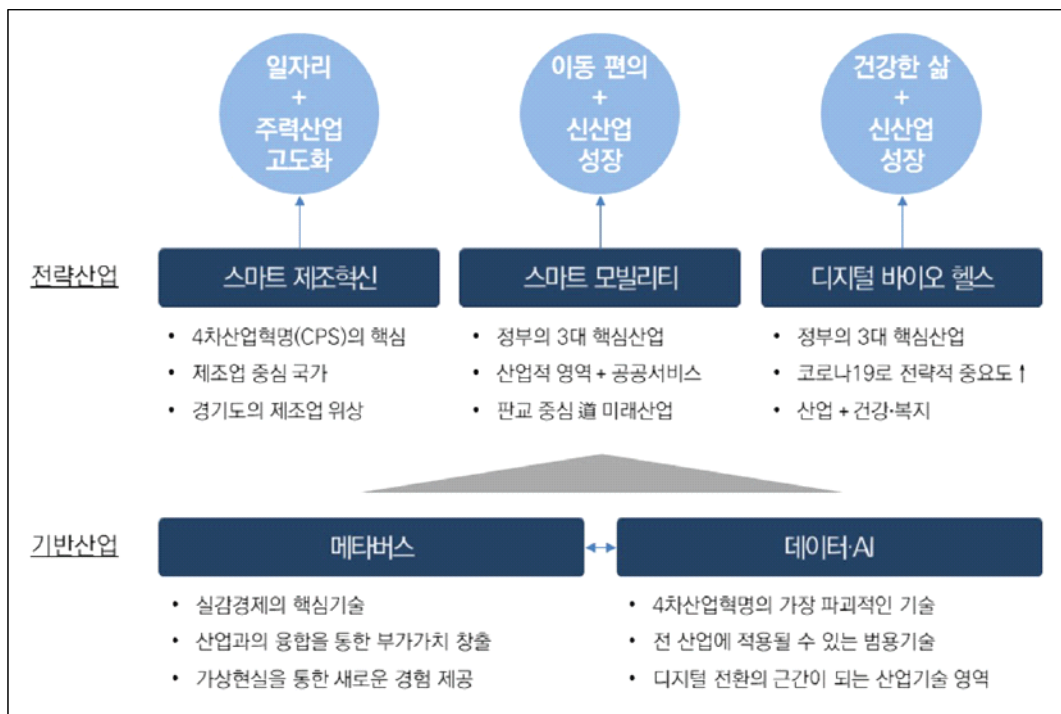 일자리
+
주력산업
고도화
이동 편의
+
신산업
성장
건강한 삶
+
신산업
성장
전략산업
스마트 제조혁신
• 4차산업혁명(CPS)의 핵심
• 제조업 중심 국가
• 경기도의 제조업 위상
스마트 모빌리티
• 정부의 3대 핵심산업
• 산업적 영역 + 공공서비스
• 판교 중심 道 미래산업
디지털 바이오 헬스
• 정부의 3대 핵심산업
• 코로나19로 전략적 중요도↑
• 산업 + 건강·복지
기반산업
메타버스
• 실감경제의 핵심기술
• 산업과의 융합을 통한 부가가치 창출
• 가상현실을 통한 새로운 경험 제공
데이터·AI
• 4차산업혁명의 가장 파괴적인 기술
• 전 산업에 적용될 수 있는 범용기술
• 디지털 전환의 근간이 되는 산업기술 영역